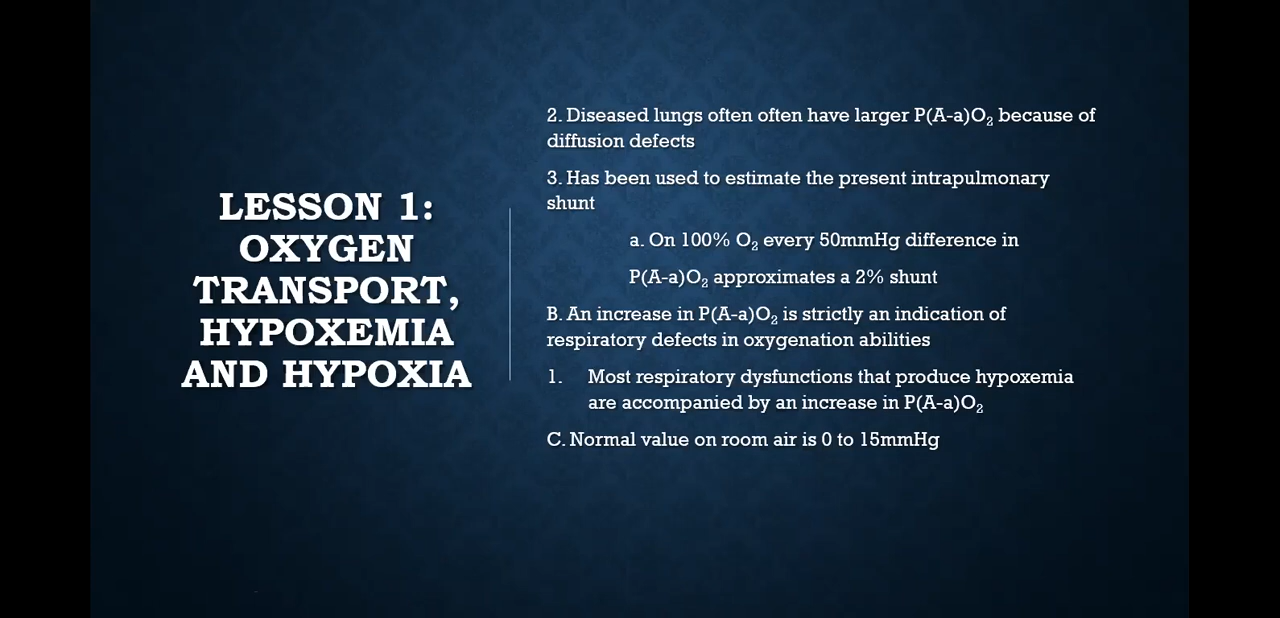 LESSON 1:
OXYGEN
TRANSPORT,
HYPOXEMIA
AND HYPOXIA
2. Diseased lungs often often have larger P(A-a)O₂ because of
diffusion defects
3. Has been used to estimate the present intrapulmonary
shunt
a. On 100% O₂ every 50mmHg difference in
P(A-a)O₂ approximates a 2% shunt
B. An increase in P(A-a)O₂ is strictly an indication of
respiratory defects in oxygenation abilities
1. Most respiratory dysfunctions that produce hypoxemia
are accompanied by an increase in P(A-a)O₂
C. Normal value on room air is 0 to 15mmHg